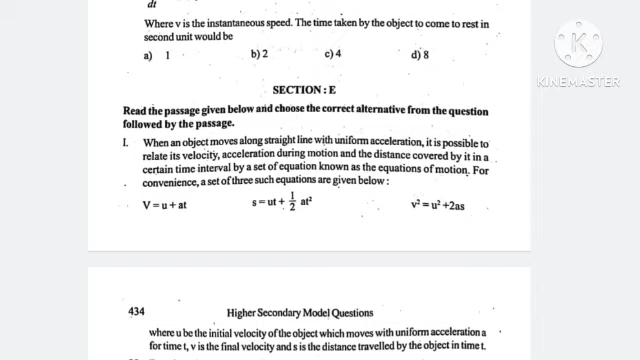 dt
Where v is the instantaneous speed. The time taken by the object to come to rest in
second unit would be
a) 1 b) 2 c) 4 d) 8
K
KINEMASTER
SECTION : E
Read the passage given below and choose the correct alternative from the question
followed by the passage.
I. When an object moves along straight line with uniform acceleration, it is possible to
relate its velocity, acceleration during motion and the distance covered by it in a
certain time interval by a set of equation known as the equations of motion. For
convenience, a set of three such equations are given below :
V = u + at s = ut + 1/2 at² v² = u² +2as
434 Higher Secondary Model Questions
where u be the initial velocity of the object which moves with uniform acceleration a
for time t, v is the final velocity and s is the distance travelled by the object in time t.